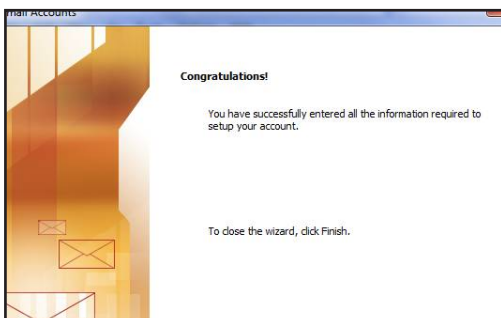 mail Accounts
Congratulations!
You have successfully entered all the information required to
setup your account.
To close the wizard, click Finish.